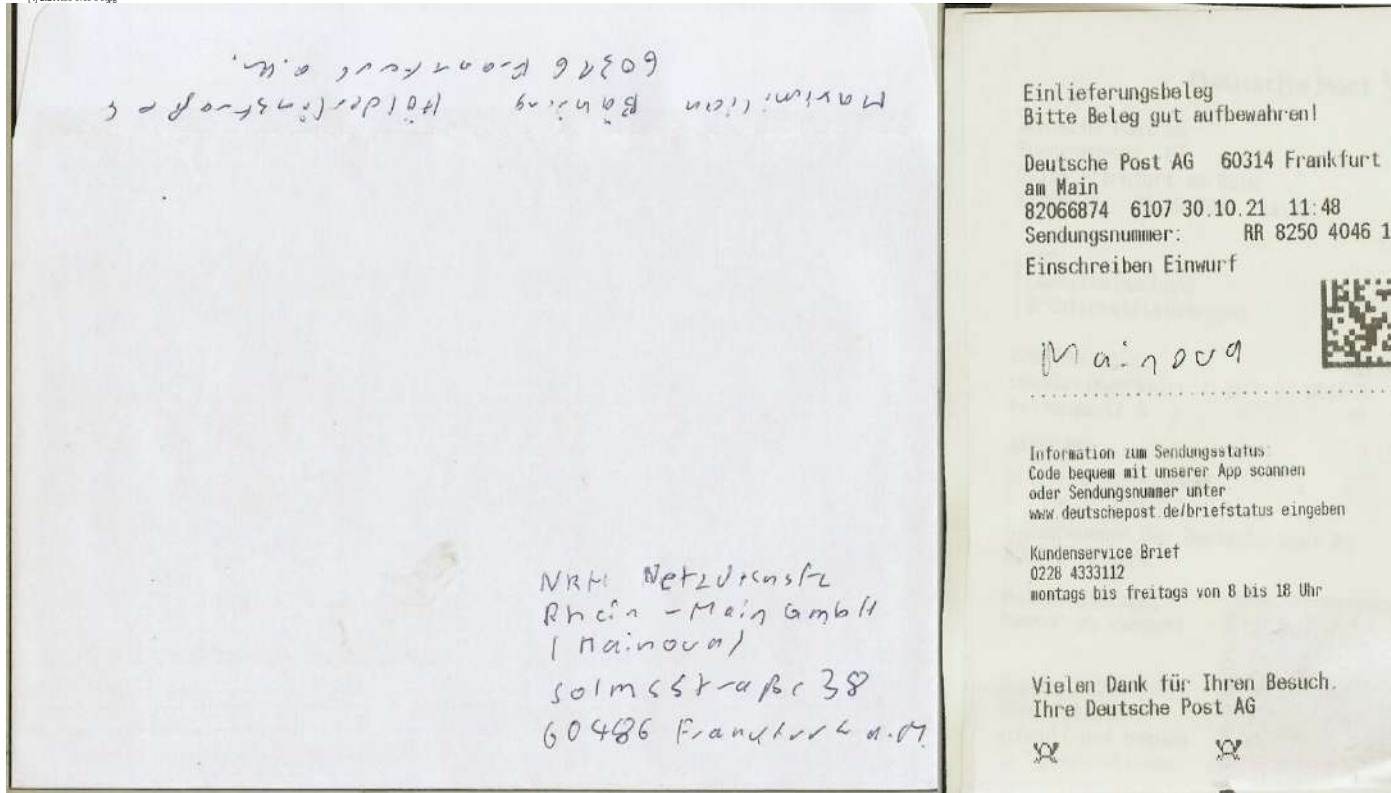 Maximilian Bähring Hölderlinstraße
60316 Frankfurt a.M.
NRM Netzdienste
Rhein-Main GmbH
(Mainova)
Solmsstraße 38
60486 Frankfurt a.M.
Einlieferungsbeleg
Bitte Beleg gut aufbewahren!
Deutsche Post AG 60314 Frankfurt
am Main
82066874 6107 30.10.21 11:48
Sendungsnummer: RR 8250 4046 1
Einschreiben Einwurf
Mainova
Information zum Sendungsstatus:
Code bequem mit unserer App scannen
oder Sendungsnummer unter
www.deutschepost.de/briefstatus eingeben
Kundenservice Brief
0228 4333112
montags bis freitags von 8 bis 18 Uhr
Vielen Dank für Ihren Besuch.
Ihre Deutsche Post AG